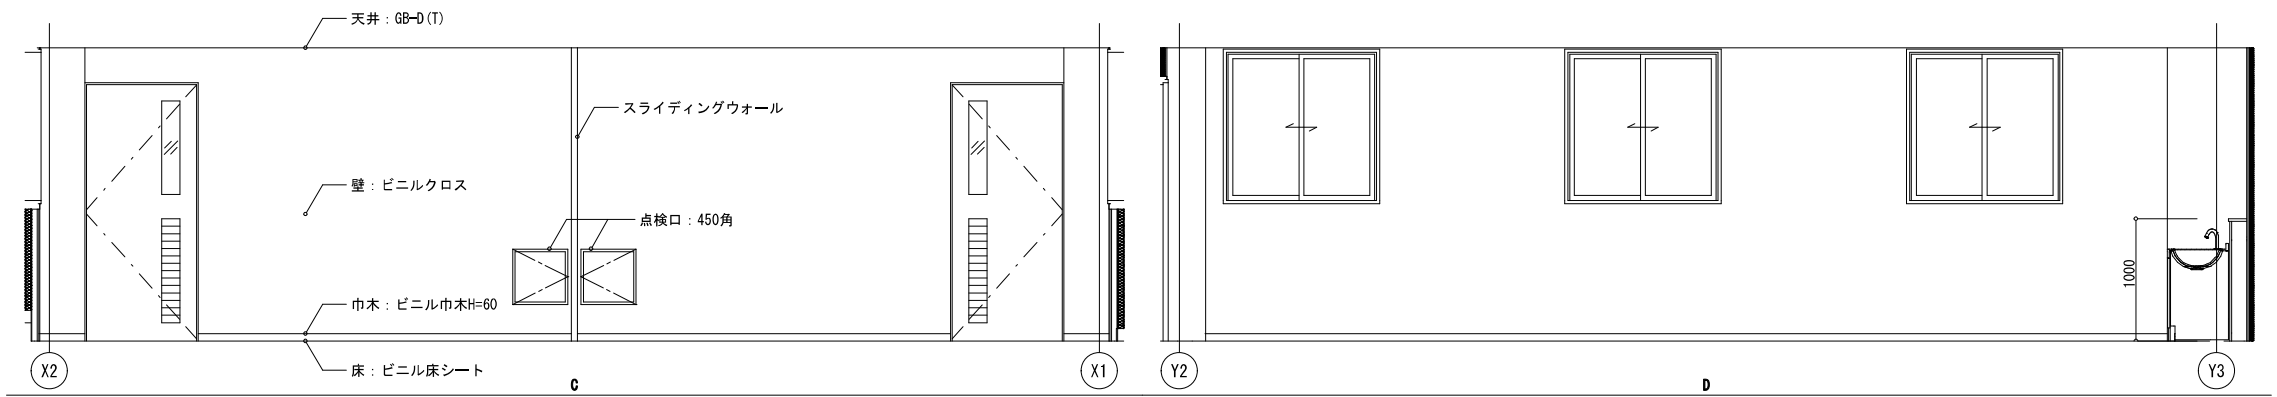 天井：GB-D(T)
スライディングウォール
壁：ビニルクロス
点検口：450角
巾木：ビニル巾木H=60
床：ビニル床シート
1000
X2
C
X1
Y2
D
Y3